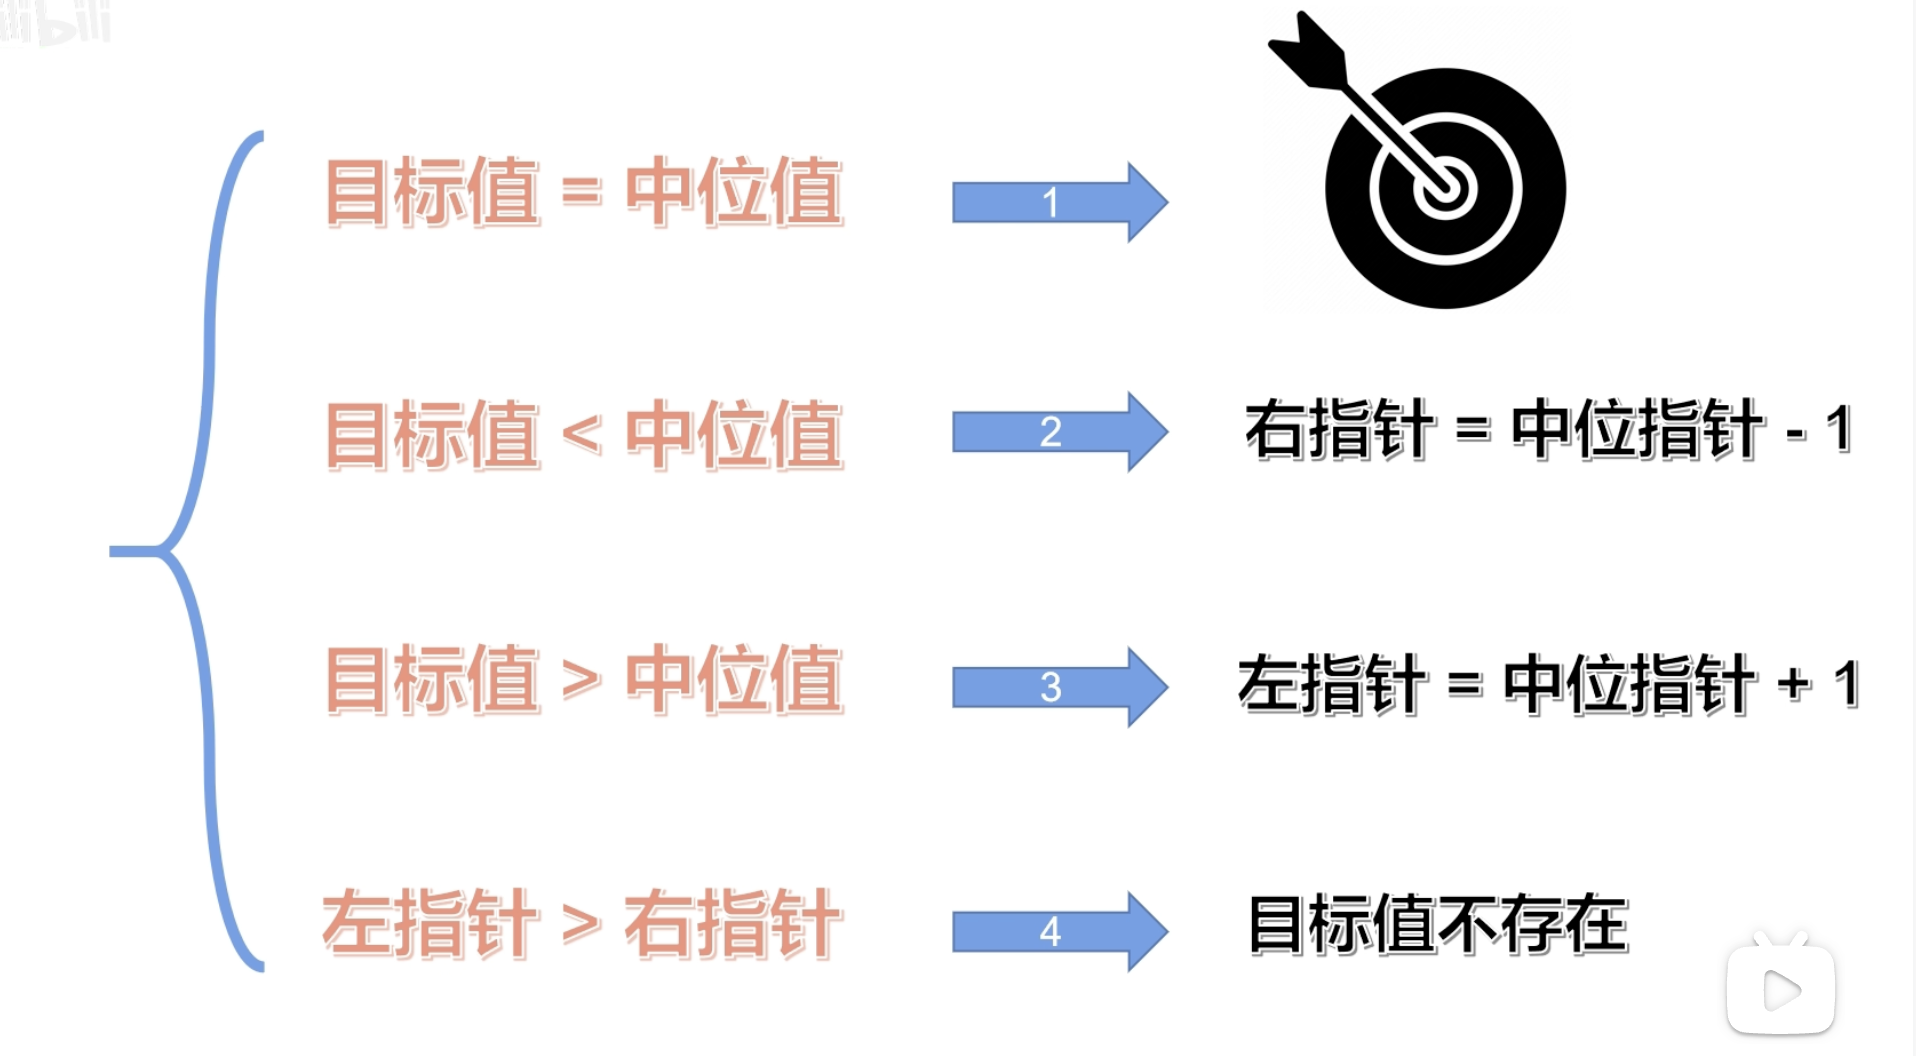 bilibili
目标值 = 中位值
1
目标值 < 中位值
2
右指针 = 中位指针 - 1
目标值 > 中位值
3
左指针 = 中位指针 + 1
左指针 > 右指针
4
目标值不存在